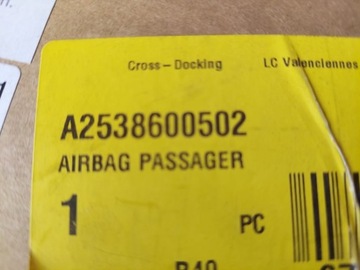 Cross-Docking LC Valenciennes
A2538600502
AIRBAG PASSAGER
1 PC